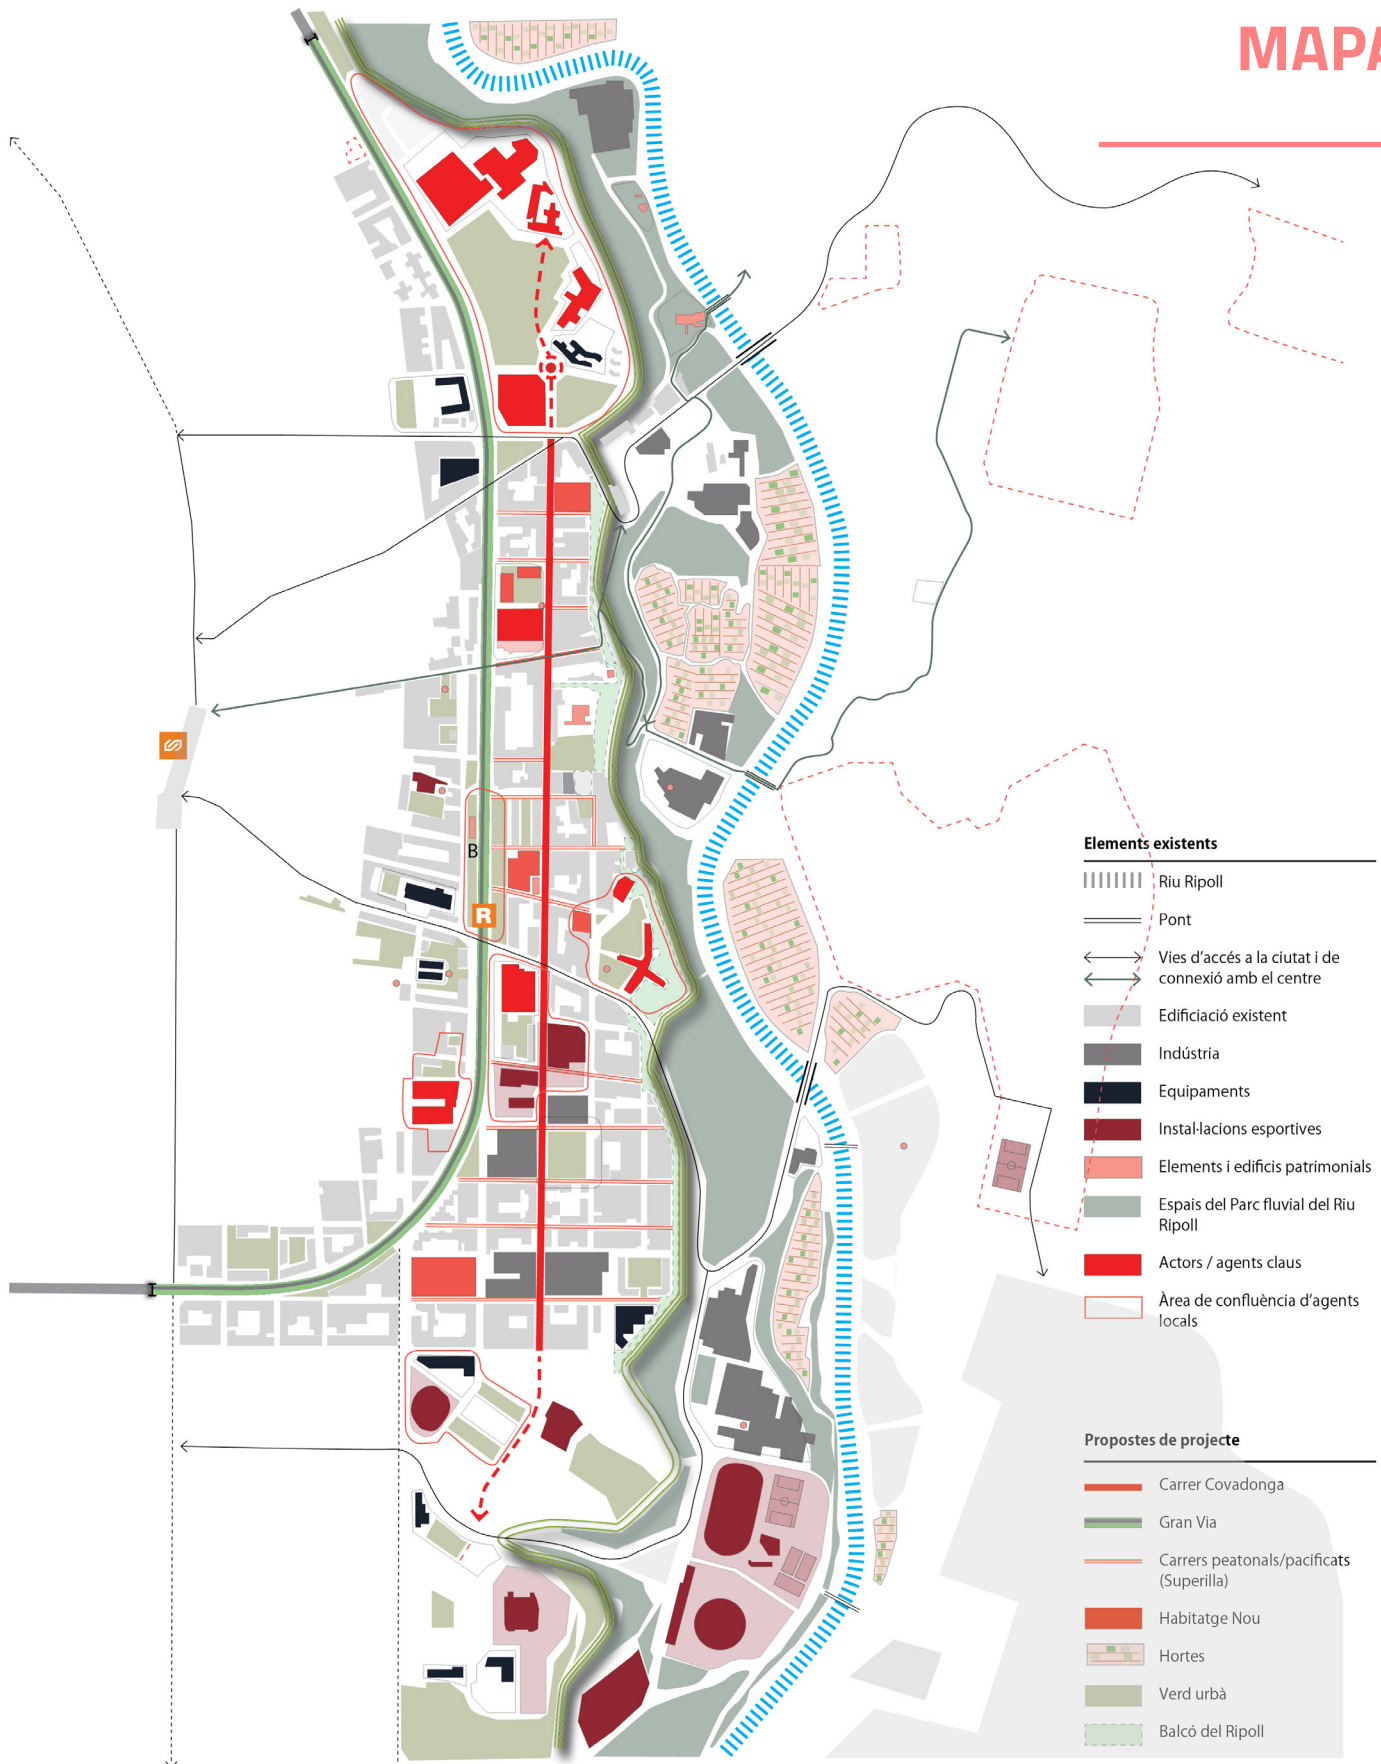 MAPA
B
R
Elements existents
Riu Ripoll
Pont
Vies d'accés a la ciutat i de
connexió amb el centre
Edificiació existent
Indústria
Equipaments
Instal·lacions esportives
Elements i edificis patrimonials
Espais del Parc fluvial del Riu
Ripoll
Actors / agents claus
Àrea de confluència d'agents
locals
Propostes de projecte
Carrer Covadonga
Gran Via
Carrers peatonals/pacificats
(Superilla)
Habitatge Nou
Hortes
Verd urbà
Balcó del Ripoll